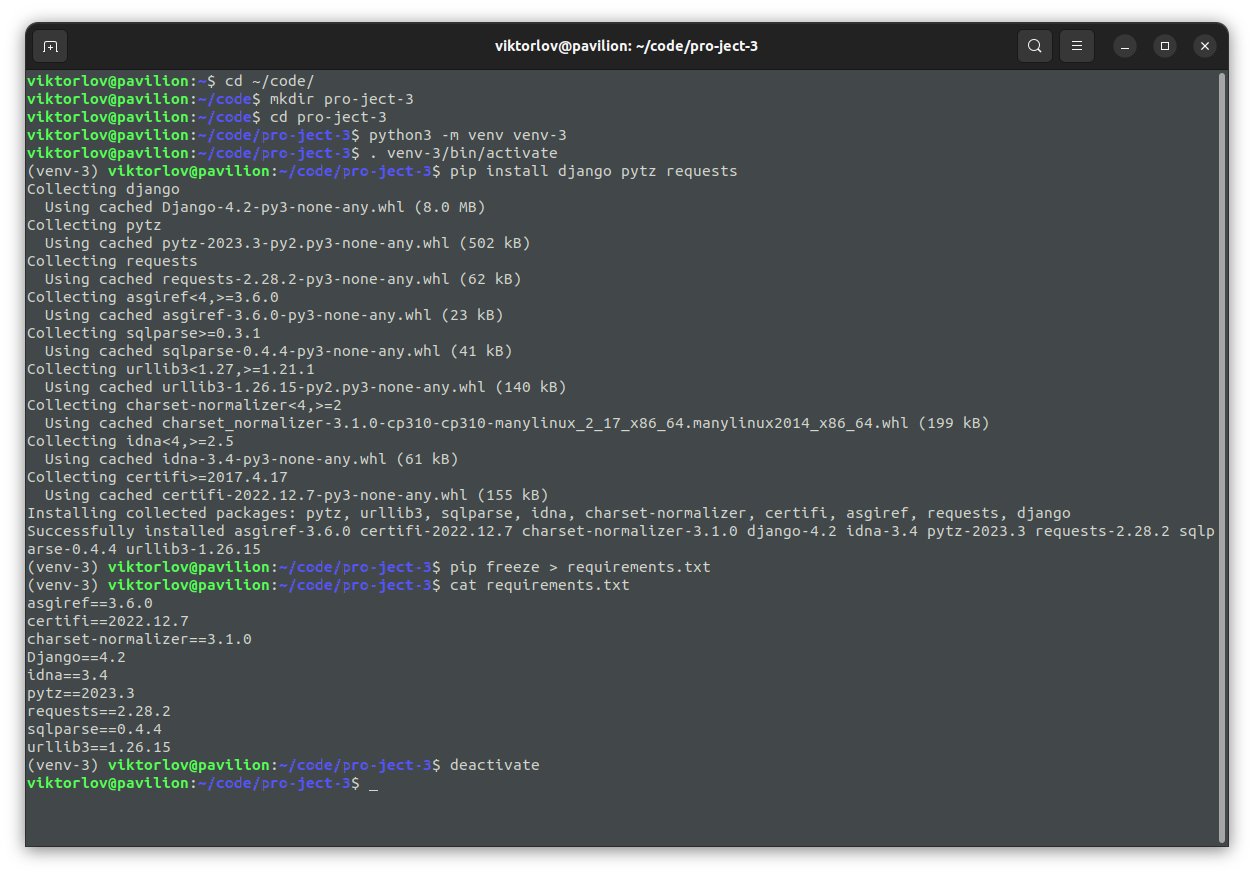 viktorlov@pavilion: ~/code/pro-ject-3
viktorlov@pavilion:~$ cd ~/code/
viktorlov@pavilion:~/code$ mkdir pro-ject-3
viktorlov@pavilion:~/code$ cd pro-ject-3
viktorlov@pavilion:~/code/pro-ject-3$ python3 -m venv venv-3
viktorlov@pavilion:~/code/pro-ject-3$ . venv-3/bin/activate
(venv-3) viktorlov@pavilion:~/code/pro-ject-3$ pip install django pytz requests
Collecting django
  Using cached Django-4.2-py3-none-any.whl (8.0 MB)
Collecting pytz
  Using cached pytz-2023.3-py2.py3-none-any.whl (502 kB)
Collecting requests
  Using cached requests-2.28.2-py3-none-any.whl (62 kB)
Collecting asgiref<4,>=3.6.0
  Using cached asgiref-3.6.0-py3-none-any.whl (23 kB)
Collecting sqlparse>=0.3.1
  Using cached sqlparse-0.4.4-py3-none-any.whl (41 kB)
Collecting urllib3<1.27,>=1.21.1
  Using cached urllib3-1.26.15-py2.py3-none-any.whl (140 kB)
Collecting charset-normalizer<4,>=2
  Using cached charset_normalizer-3.1.0-cp310-cp310-manylinux_2_17_x86_64.manylinux2014_x86_64.whl (199 kB)
Collecting idna<4,>=2.5
  Using cached idna-3.4-py3-none-any.whl (61 kB)
Collecting certifi>=2017.4.17
  Using cached certifi-2022.12.7-py3-none-any.whl (155 kB)
Installing collected packages: pytz, urllib3, sqlparse, idna, charset-normalizer, certifi, asgiref, requests, django
Successfully installed asgiref-3.6.0 certifi-2022.12.7 charset-normalizer-3.1.0 django-4.2 idna-3.4 pytz-2023.3 requests-2.28.2 sqlp
arse-0.4.4 urllib3-1.26.15
(venv-3) viktorlov@pavilion:~/code/pro-ject-3$ pip freeze > requirements.txt
(venv-3) viktorlov@pavilion:~/code/pro-ject-3$ cat requirements.txt
asgiref==3.6.0
certifi==2022.12.7
charset-normalizer==3.1.0
Django==4.2
idna==3.4
pytz==2023.3
requests==2.28.2
sqlparse==0.4.4
urllib3==1.26.15
(venv-3) viktorlov@pavilion:~/code/pro-ject-3$ deactivate
viktorlov@pavilion:~/code/pro-ject-3$ _